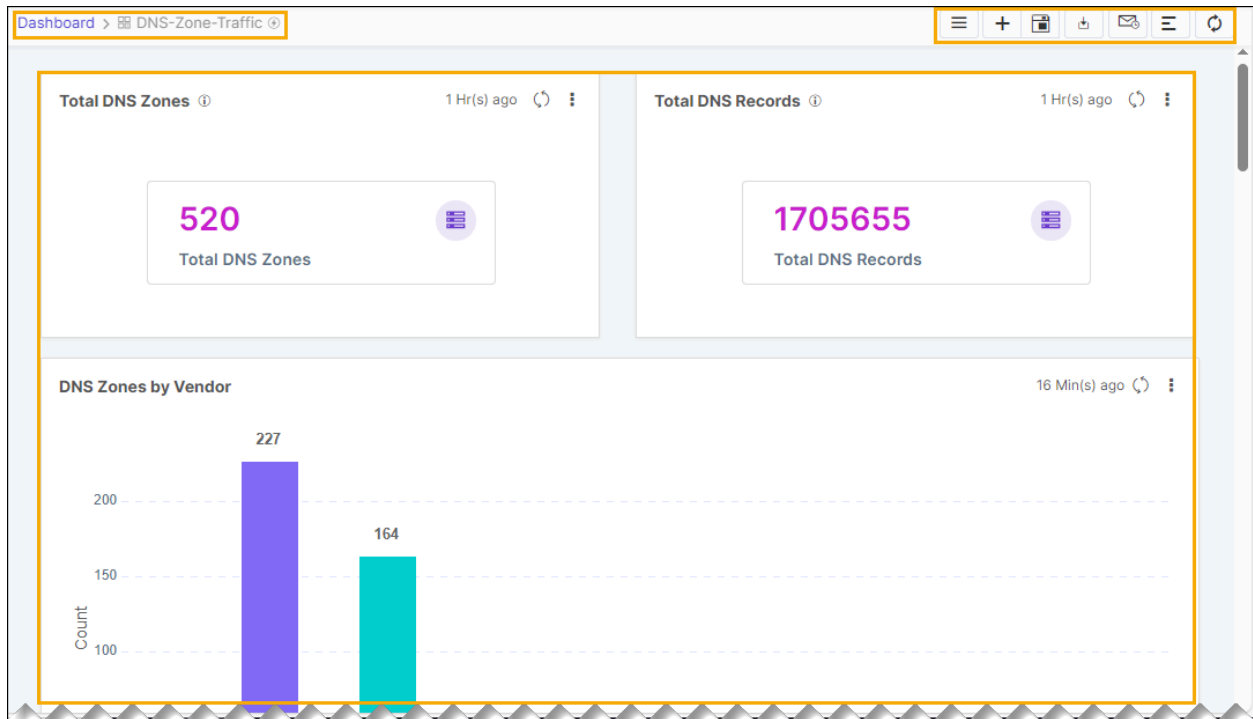 Dashboard > DNS-Zone-Traffic
Total DNS Zones
1 Hr(s) ago
520
Total DNS Zones
Total DNS Records
1 Hr(s) ago
1705655
Total DNS Records
DNS Zones by Vendor
16 Min(s) ago
227
164
200
150
100
Count